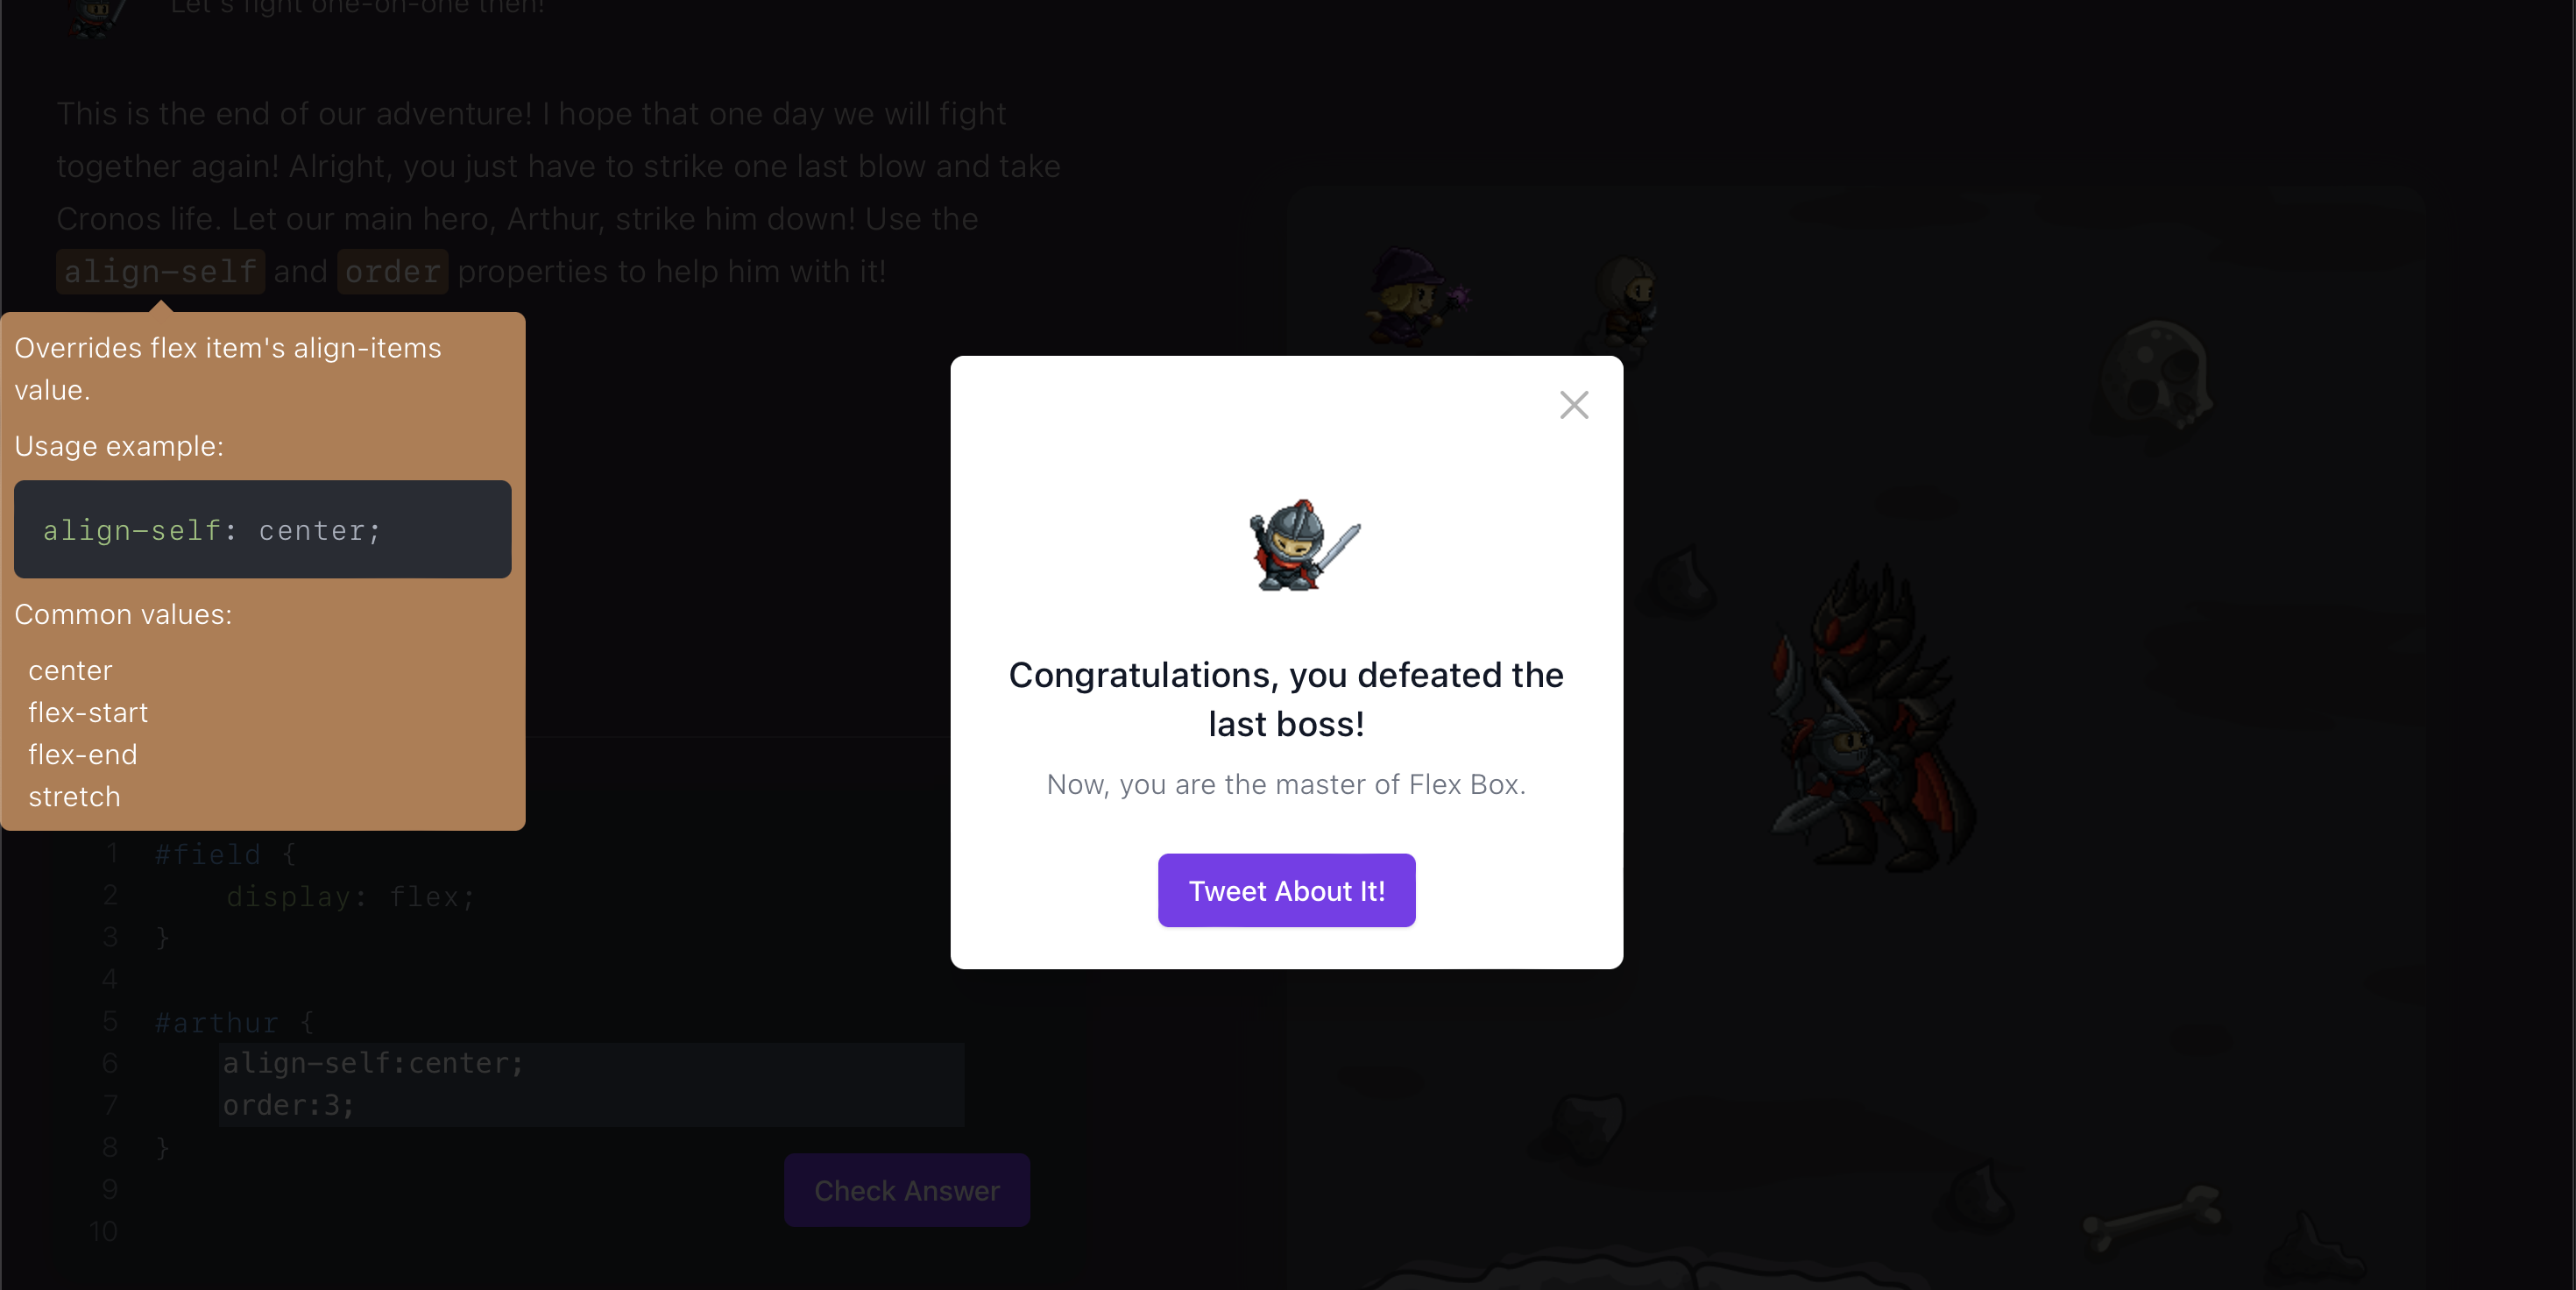 Let's fight one-on-one then!
This is the end of our adventure! I hope that one day we will fight
together again! Alright, you just have to strike one last blow and take
Cronos life. Let our main hero, Arthur, strike him down! Use the
align-self and order properties to help him with it!
Overrides flex item's align-items
value.
Usage example:
align-self: center;
Common values:
center
flex-start
flex-end
stretch
1 #field {
2 display: flex;
3 }
4
5 #arthur {
6 align-self:center;
7 order:3;
8 }
9
10
Check Answer
Congratulations, you defeated the
last boss!
Now, you are the master of Flex Box.
Tweet About It!